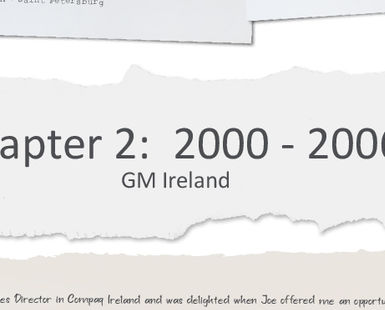 Saint Petersburg
apter 2: 2000 - 2006
GM Ireland
es Director in Compaq Ireland and was delighted when Joe offered me an opportu